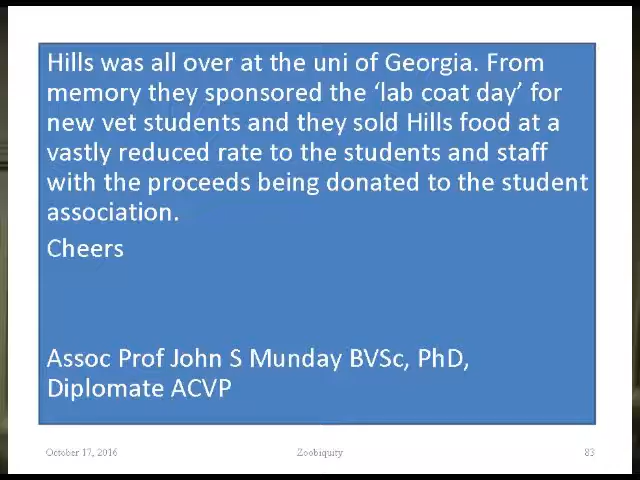 Hills was all over at the uni of Georgia. From
memory they sponsored the ‘lab coat day’ for
new vet students and they sold Hills food at a
vastly reduced rate to the students and staff
with the proceeds being donated to the student
association.
Cheers
Assoc Prof John S Munday BVSc, PhD,
Diplomate ACVP
October 17, 2016 Zoobiquity 83